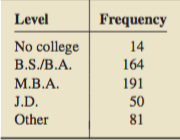 Level Frequency
No college 14
B.S./B.A. 164
M.B.A. 191
J.D. 50
Other 81